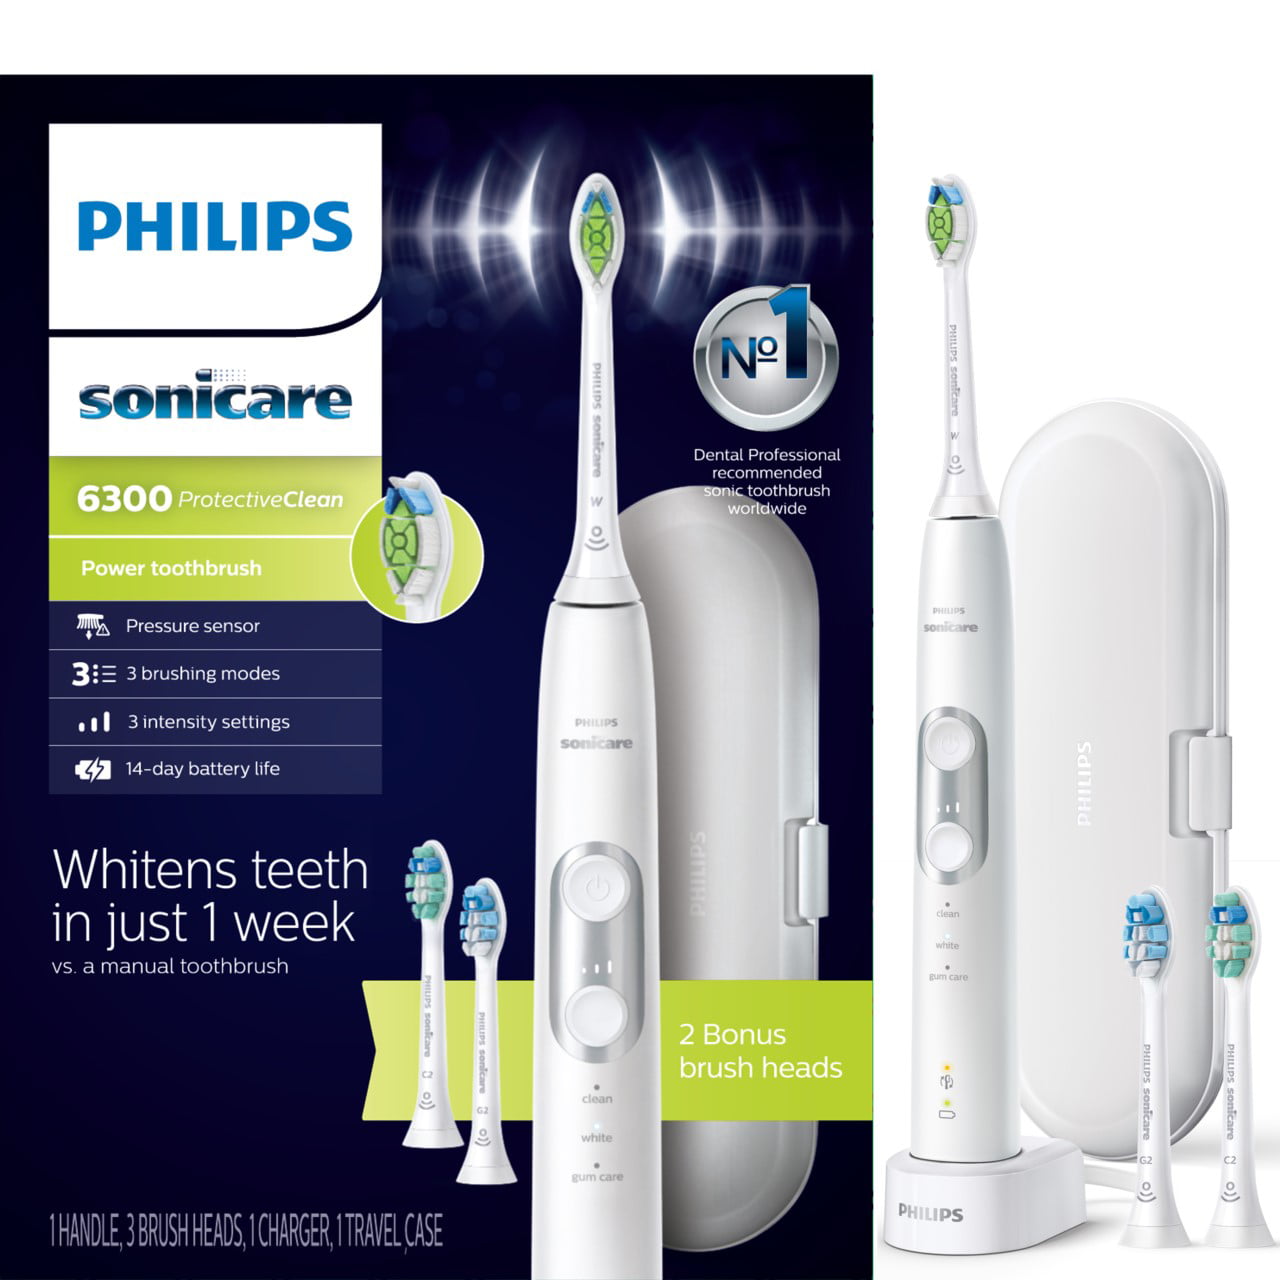 PHILIPS
sonicare
6300 ProtectiveClean
Power toothbrush
Pressure sensor
3 brushing modes
3 intensity settings
14-day battery life
Whitens teeth
in just 1 week
vs. a manual toothbrush
Nº1
Dental Professional
recommended
sonic toothbrush
worldwide
PHILIPS sonicare
W
PHILIPS
sonicare
clean
white
gum care
PHILIPS
PHILIPS sonicare
C2
PHILIPS sonicare
G2
2 Bonus
brush heads
1 HANDLE, 3 BRUSH HEADS, 1 CHARGER, 1 TRAVEL CASE
PHILIPS sonicare
W
PHILIPS
sonicare
clean
white
gum care
PHILIPS
PHILIPS
PHILIPS sonicare
G2
PHILIPS sonicare
C2